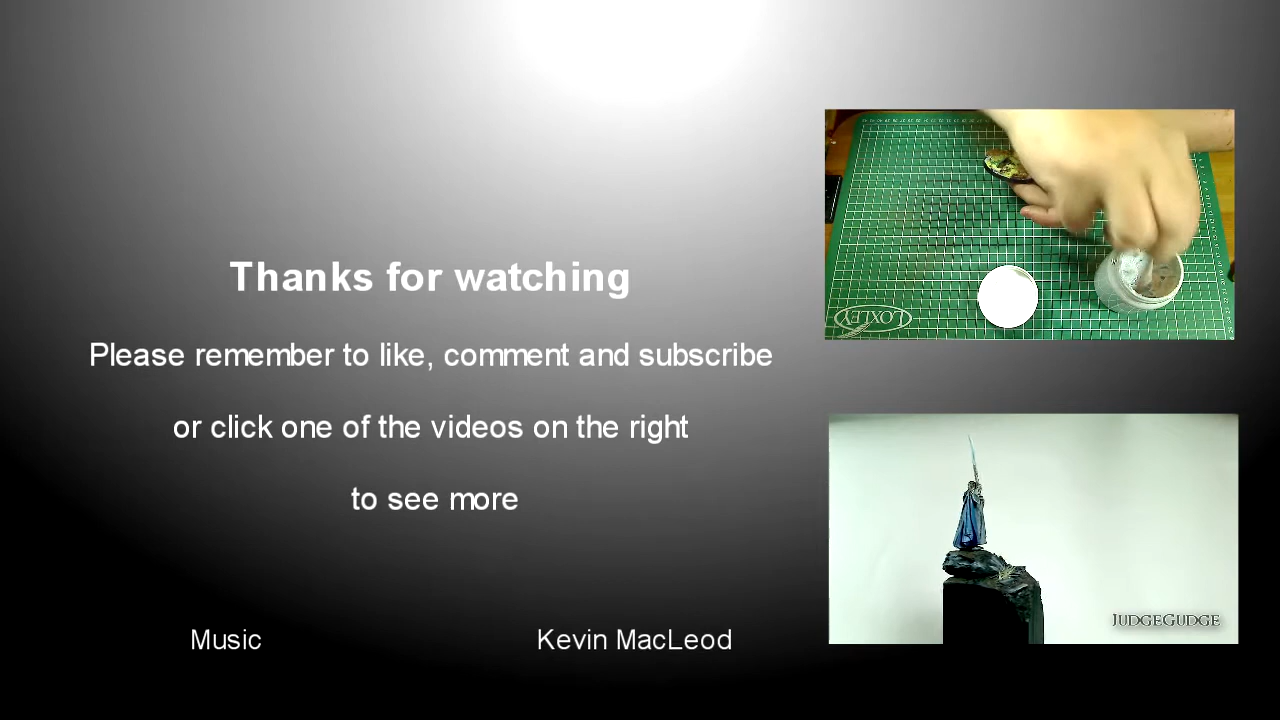 Thanks for watching
Please remember to like, comment and subscribe
or click one of the videos on the right
to see more
Music
Kevin MacLeod
LOXLEY
JUDGEGUDGE